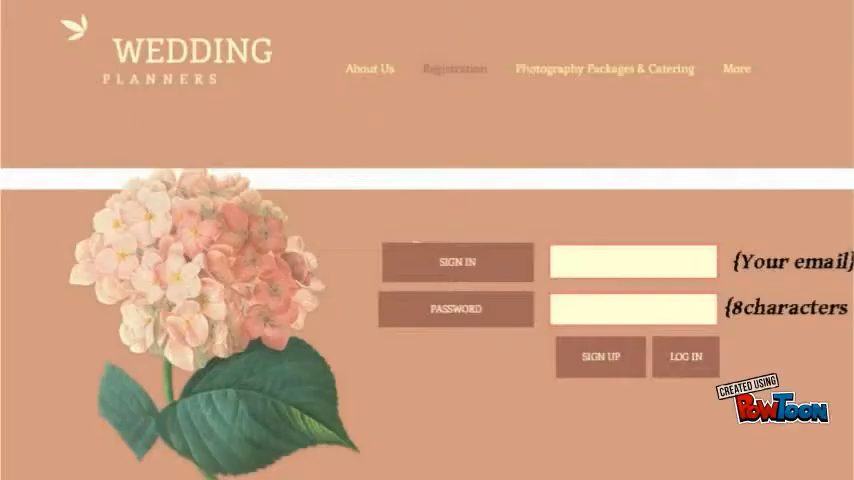 WEDDING
PLANNERS
About Us Registration Photography Packages & Catering More
SIGN IN {Your email}
PASSWORD {8characters
SIGN UP LOG IN
CREATED USING
POWTOON